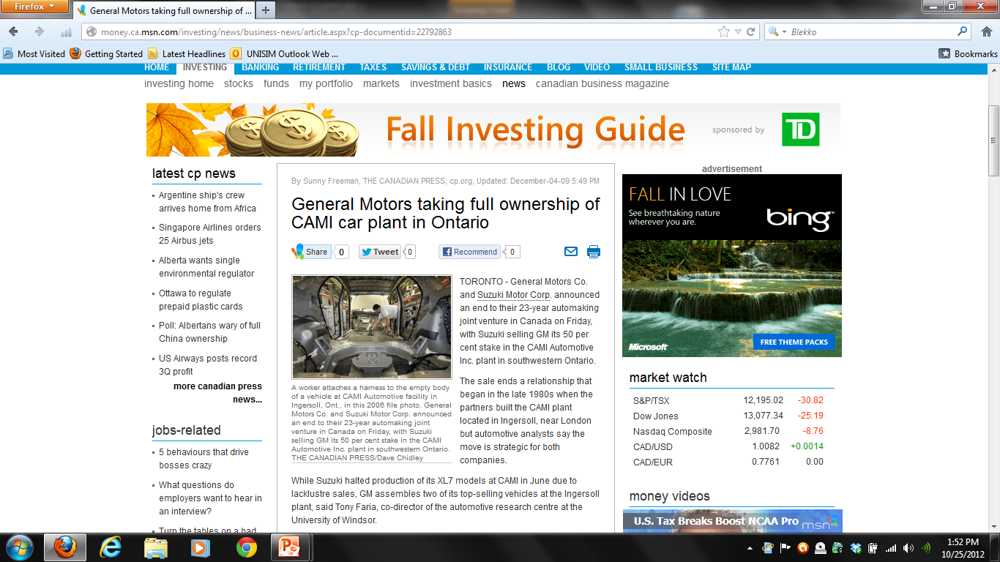 Firefox
General Motors taking full ownership of ...
money.ca.msn.com/investing/news/business-news/article.aspx?cp-documentid=22792863
Blekko
Most Visited Getting Started Latest Headlines UNISIM Outlook Web ... Bookmarks
HOME INVESTING BANKING RETIREMENT TAXES SAVINGS & DEBT INSURANCE BLOG VIDEO SMALL BUSINESS SITE MAP
investing home stocks funds my portfolio markets investment basics news canadian business magazine
Fall Investing Guide
sponsored by TD
latest cp news
Argentine ship's crew
arrives home from Africa
Singapore Airlines orders
25 Airbus jets
Alberta wants single
environmental regulator
Ottawa to regulate
prepaid plastic cards
Poll: Albertans wary of full
China ownership
US Airways posts record
3Q profit
more canadian press
news...
jobs-related
5 behaviours that drive
bosses crazy
What questions do
employers want to hear in
an interview?
Turn the tables on a bad
By Sunny Freeman, THE CANADIAN PRESS, cp.org, Updated: December-04-09 5:49 PM
General Motors taking full ownership of
CAMI car plant in Ontario
Share 0 Tweet 0 Recommend 0
A worker attaches a harness to the empty body
of a vehicle at CAMI Automotive facility in
Ingersoll, Ont., in this 2006 file photo. General
Motors Co. and Suzuki Motor Corp. announced
an end to their 23-year automaking joint
venture in Canada on Friday, with Suzuki
selling GM its 50 per cent stake in the CAMI
Automotive Inc. plant in southwestern Ontario.
THE CANADIAN PRESS/Dave Chidley
TORONTO - General Motors Co.
and Suzuki Motor Corp. announced
an end to their 23-year automaking
joint venture in Canada on Friday,
with Suzuki selling GM its 50 per
cent stake in the CAMI Automotive
Inc. plant in southwestern Ontario.
The sale ends a relationship that
began in the late 1980s when the
partners built the CAMI plant
located in Ingersoll, near London
but automotive analysts say the
move is strategic for both
companies.
While Suzuki halted production of its XL7 models at CAMI in June due to
lacklustre sales, GM assembles two of its top-selling vehicles at the Ingersoll
plant, said Tony Faria, co-director of the automotive research centre at the
University of Windsor.
advertisement
FALL IN LOVE
See breathtaking nature
wherever you are.
bing
Microsoft
FREE THEME PACKS
market watch
S&P/TSX 12,195.02 -30.82
Dow Jones 13,077.34 -25.19
Nasdaq Composite 2,981.70 -8.76
CAD/USD 1.0082 +0.0014
CAD/EUR 0.7761 0.00
money videos
U.S. Tax Breaks Boost NCAA Pro msn
1:52 PM
10/25/2012